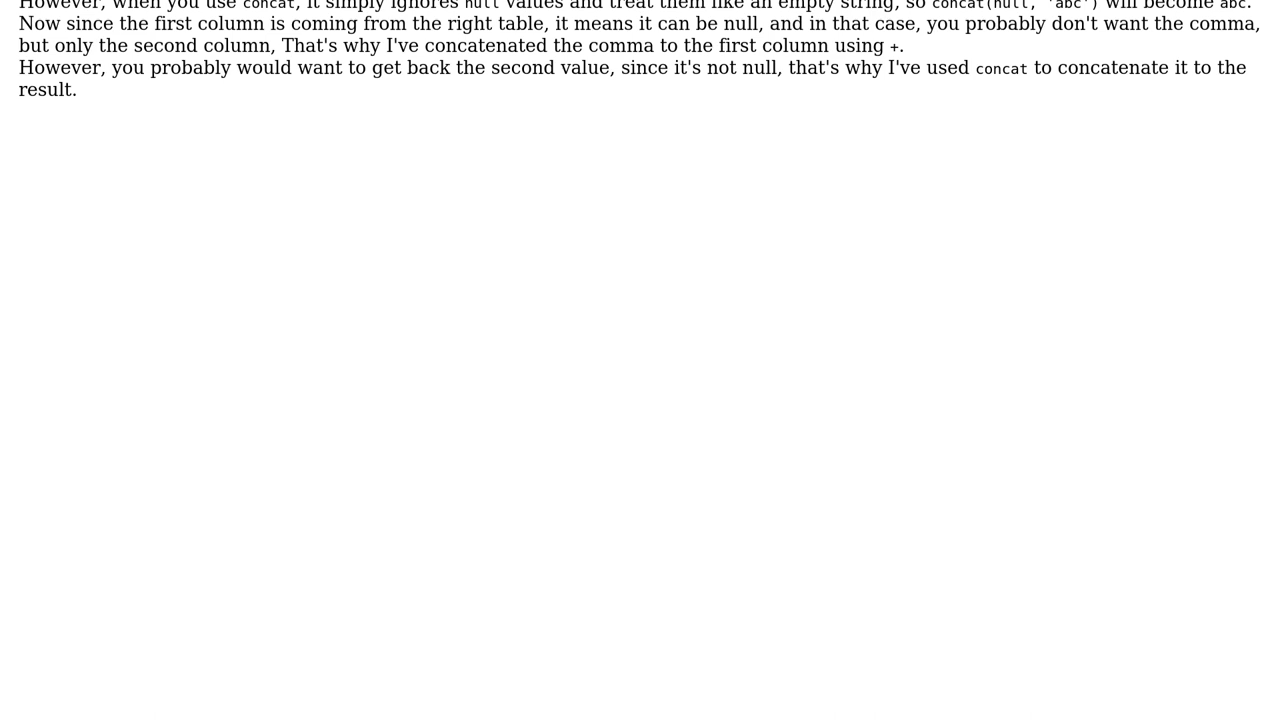 However, when you use concat, it simply ignores null values and treat them like an empty string, so concat(null, 'abc') will become abc.
Now since the first column is coming from the right table, it means it can be null, and in that case, you probably don't want the comma,
but only the second column, That's why I've concatenated the comma to the first column using +.
However, you probably would want to get back the second value, since it's not null, that's why I've used concat to concatenate it to the
result.